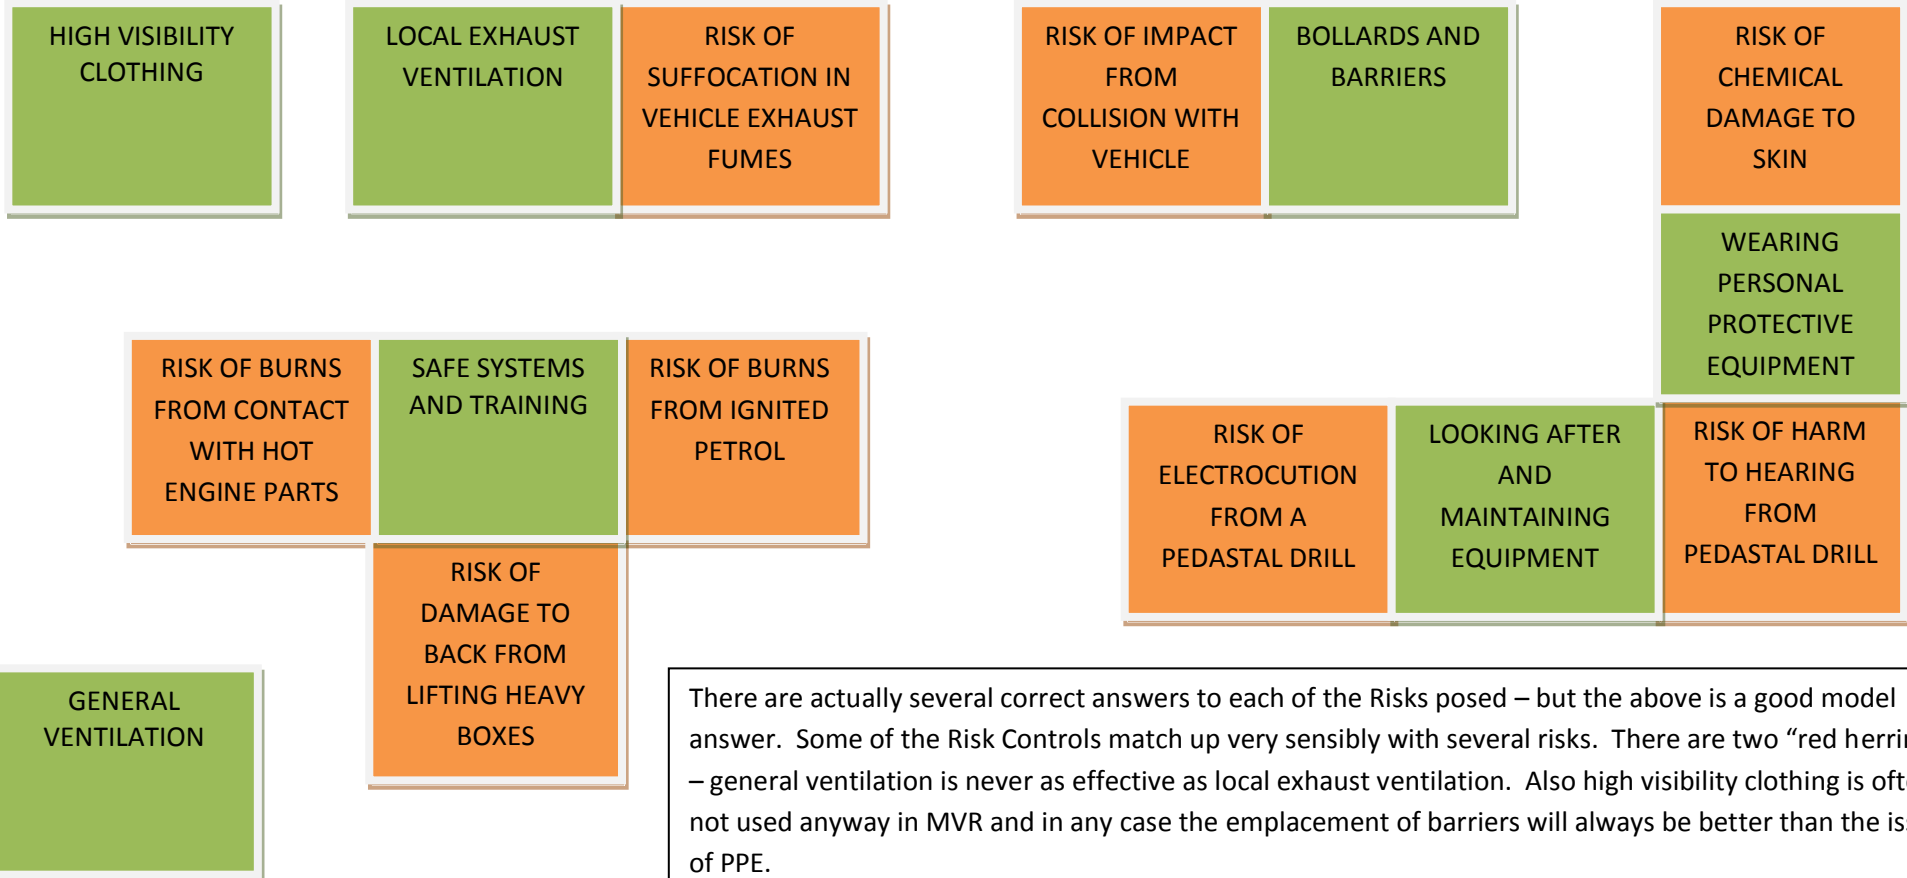 HIGH VISIBILITY
CLOTHING
LOCAL EXHAUST
VENTILATION
RISK OF
SUFFOCATION IN
VEHICLE EXHAUST
FUMES
RISK OF IMPACT
FROM
COLLISION WITH
VEHICLE
BOLLARDS AND
BARRIERS
RISK OF
CHEMICAL
DAMAGE TO
SKIN
WEARING
PERSONAL
PROTECTIVE
EQUIPMENT
RISK OF BURNS
FROM CONTACT
WITH HOT
ENGINE PARTS
SAFE SYSTEMS
AND TRAINING
RISK OF BURNS
FROM IGNITED
PETROL
RISK OF
ELECTROCUTION
FROM A
PEDASTAL DRILL
LOOKING AFTER
AND
MAINTAINING
EQUIPMENT
RISK OF HARM
TO HEARING
FROM
PEDASTAL DRILL
RISK OF
DAMAGE TO
BACK FROM
LIFTING HEAVY
BOXES
GENERAL
VENTILATION
There are actually several correct answers to each of the Risks posed – but the above is a good model
answer. Some of the Risk Controls match up very sensibly with several risks. There are two “red
– general ventilation is never as effective as local exhaust ventilation. Also high visibility clothing is
not used anyway in MVR and in any case the emplacement of barriers will always be better than the
of PPE.